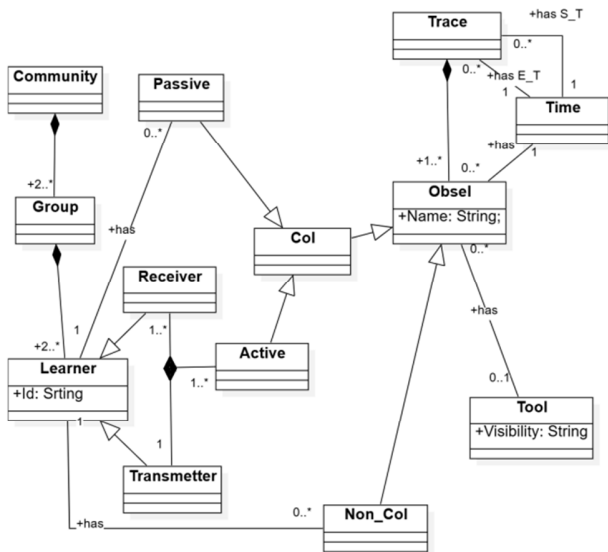 Trace
+has S_T
0..*
0..*
+has E_T
1
1
Community
Passive
Time
0..*
+has
1
+1..*
0..*
+2..*
Obsel
Group
+Name: String;
+has
Col
0..*
Receiver
+has
1
1..*
+2..*
Active
Learner
1..*
0..1
+Id: Srting
Tool
1
+Visibility: String
1
Transmetter
0..*
Non_Col
+has